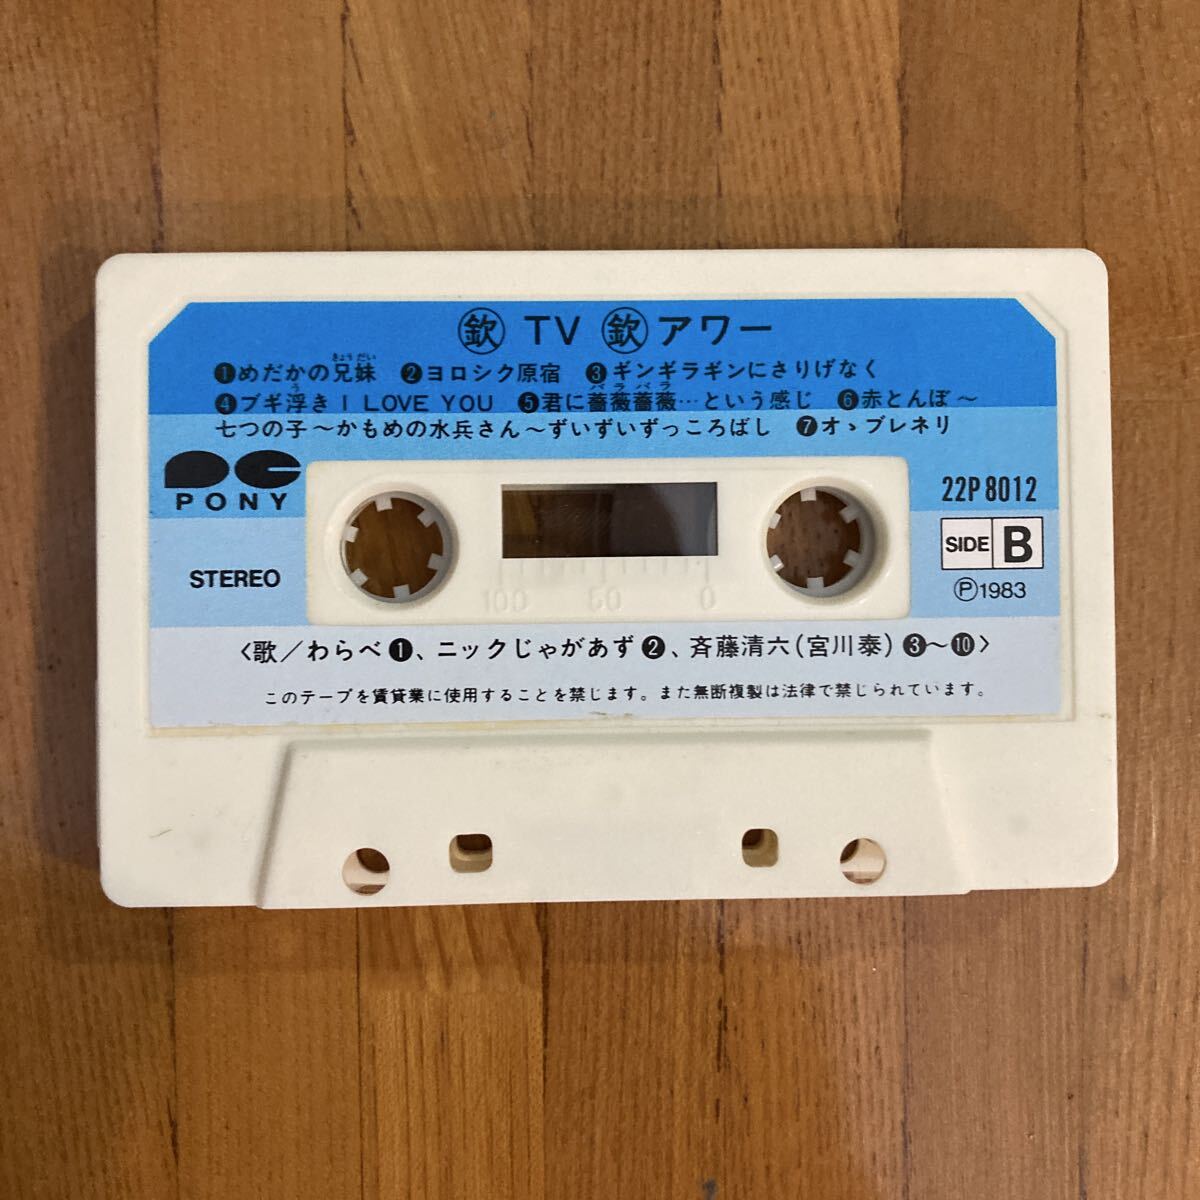 ㊎ TV ㊎ アワー
❶めだかの兄妹 ❷ヨロシク原宿 ❸ギンギラギンにさりげなく
❹ブギ浮き I LOVE YOU ❺君に薔薇薔薇…という感じ ❻赤とんぼ〜
七つの子〜かもめの水兵さん〜ずいずいずっころばし ❼オヽブレネリ
PONY
22P8012
SIDE B
STEREO
Ⓟ1983
100 50 0
〈歌／わらべ❶、ニックじゃがあず❷、斉藤清六(宮川泰)❸〜❿〉
このテープを賃貸業に使用することを禁じます。また無断複製は法律で禁じられています。